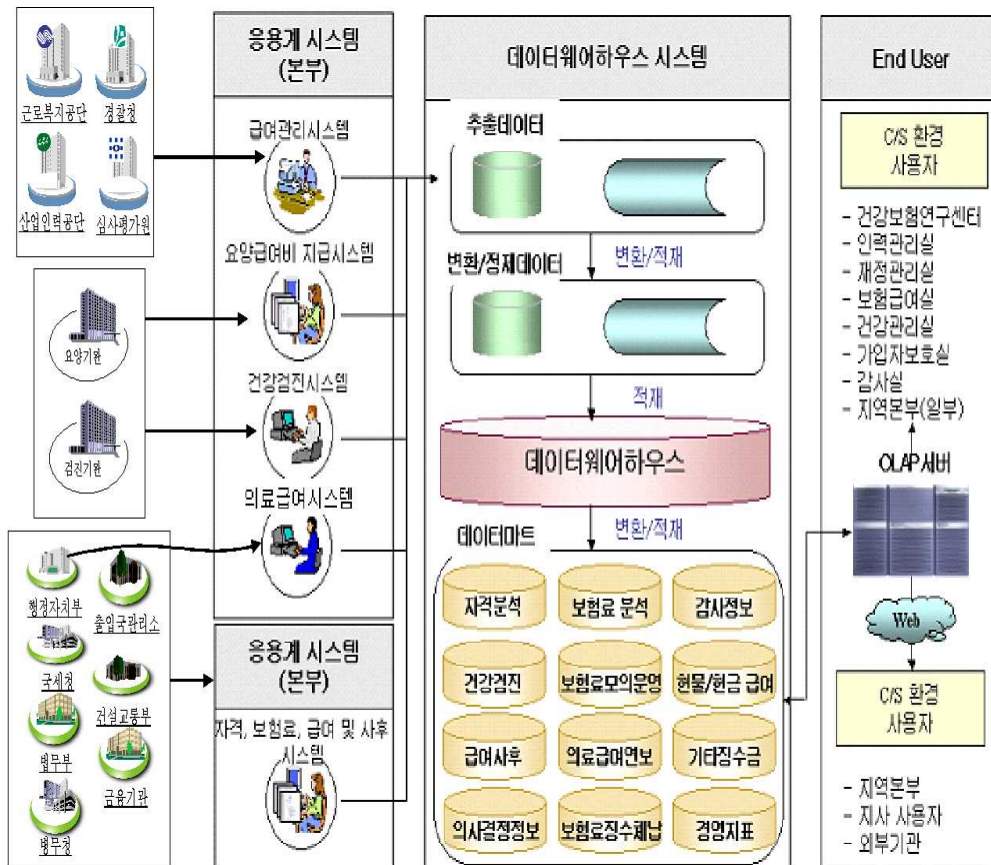 근로복지공단
경찰청
산업인력공단
심사평가원
요양기관
검진기관
행정자치부
출입국관리소
국세청
건설교통부
법무부
금융기관
병무청
응용계 시스템
(본부)
급여관리시스템
요양급여비 지급시스템
건강검진시스템
의료급여시스템
응용계 시스템
(본부)
자격, 보험료, 급여 및 사후
시스템
데이터웨어하우스 시스템
추출데이터
변환/적재
변환/정제데이터
적재
데이터웨어하우스
변환/적재
데이터마트
자격분석
보험료 분석
감사정보
건강검진
보험료모의운영
현물/현금 급여
급여사후
의료급여연보
기타징수금
의사결정정보
보험료징수체납
경영지표
End User
C/S 환경
사용자
- 건강보험연구센터
- 인력관리실
- 재정관리실
- 보험급여실
- 건강관리실
- 가입자보호실
- 감사실
- 지역본부(일부)
OLAP 서버
Web
C/S 환경
사용자
- 지역본부
- 지사 사용자
- 외부기관